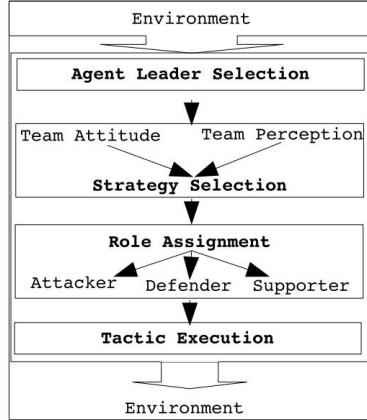 Environment
Agent Leader Selection
Team Attitude Team Perception
Strategy Selection
Role Assignment
Attacker Defender Supporter
Tactic Execution
Environment